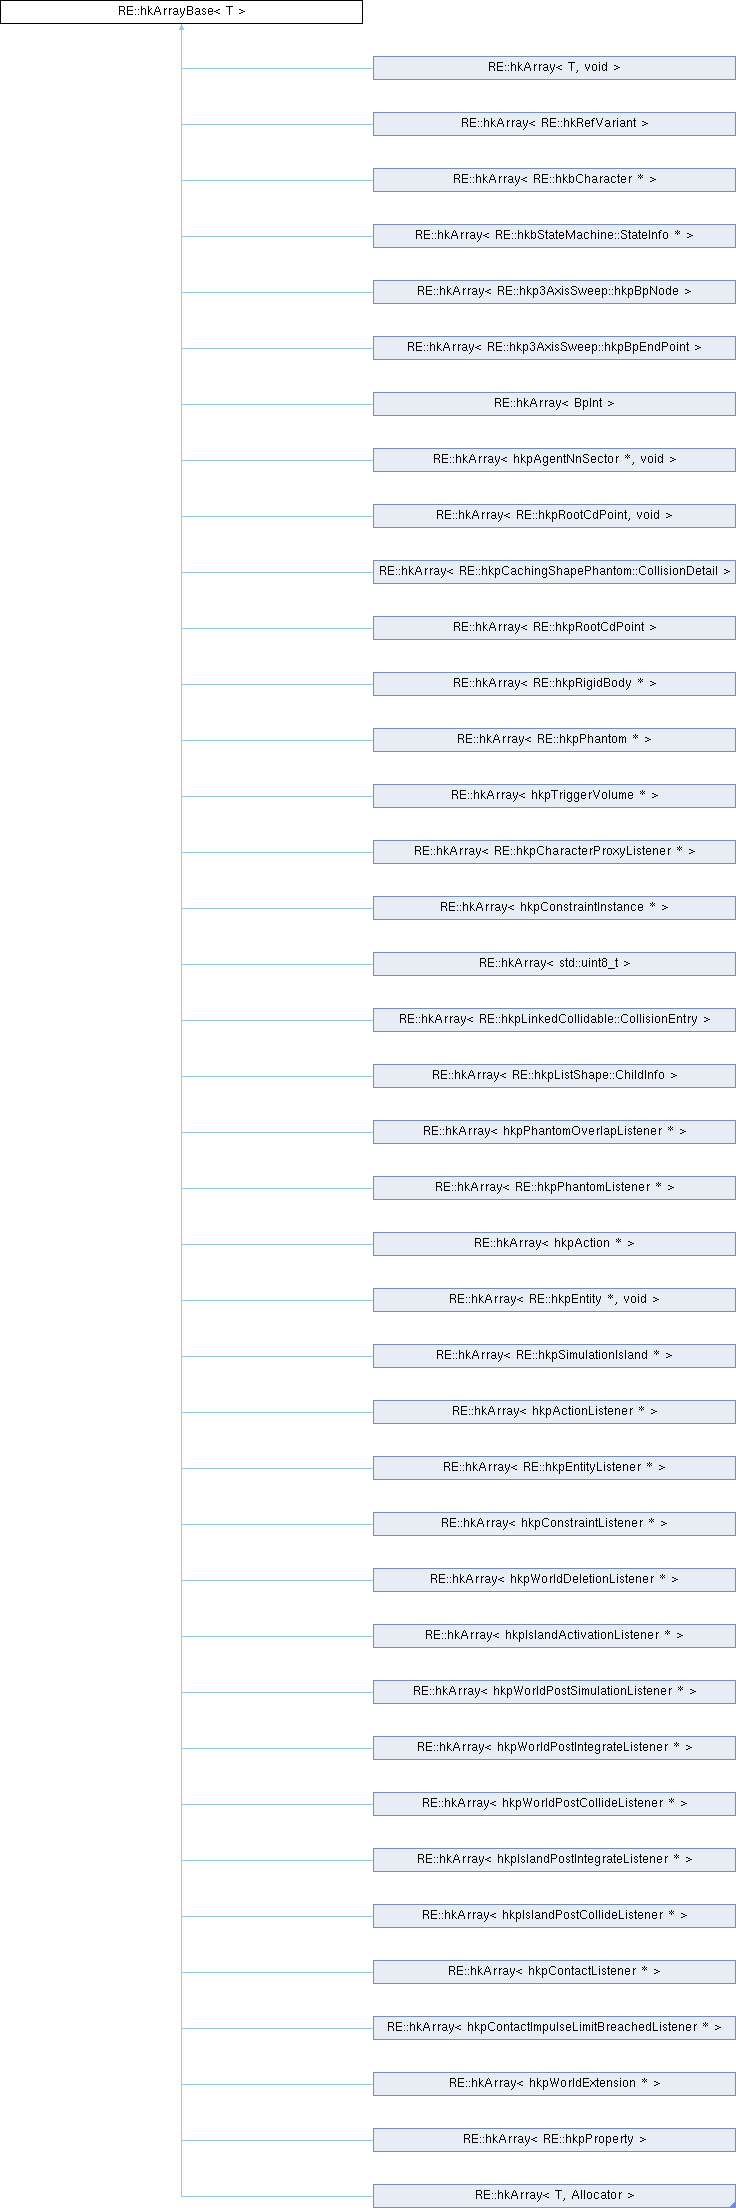 RE::hkArrayBase< T >
RE::hkArray< T, void >
RE::hkArray< RE::hkRefVariant >
RE::hkArray< RE::hkbCharacter * >
RE::hkArray< RE::hkbStateMachine::StateInfo * >
RE::hkArray< RE::hkp3AxisSweep::hkpBpNode >
RE::hkArray< RE::hkp3AxisSweep::hkpBpEndPoint >
RE::hkArray< BpInt >
RE::hkArray< hkpAgentNnSector *, void >
RE::hkArray< RE::hkpRootCdPoint, void >
RE::hkArray< RE::hkpCachingShapePhantom::CollisionDetail >
RE::hkArray< RE::hkpRootCdPoint >
RE::hkArray< RE::hkpRigidBody * >
RE::hkArray< RE::hkpPhantom * >
RE::hkArray< hkpTriggerVolume * >
RE::hkArray< RE::hkpCharacterProxyListener * >
RE::hkArray< hkpConstraintInstance * >
RE::hkArray< std::uint8_t >
RE::hkArray< RE::hkpLinkedCollidable::CollisionEntry >
RE::hkArray< RE::hkpListShape::ChildInfo >
RE::hkArray< hkpPhantomOverlapListener * >
RE::hkArray< RE::hkpPhantomListener * >
RE::hkArray< hkpAction * >
RE::hkArray< RE::hkpEntity *, void >
RE::hkArray< RE::hkpSimulationIsland * >
RE::hkArray< hkpActionListener * >
RE::hkArray< RE::hkpEntityListener * >
RE::hkArray< hkpConstraintListener * >
RE::hkArray< hkpWorldDeletionListener * >
RE::hkArray< hkpIslandActivationListener * >
RE::hkArray< hkpWorldPostSimulationListener * >
RE::hkArray< hkpWorldPostIntegrateListener * >
RE::hkArray< hkpWorldPostCollideListener * >
RE::hkArray< hkpIslandPostIntegrateListener * >
RE::hkArray< hkpIslandPostCollideListener * >
RE::hkArray< hkpContactListener * >
RE::hkArray< hkpContactImpulseLimitBreachedListener * >
RE::hkArray< hkpWorldExtension * >
RE::hkArray< RE::hkpProperty >
RE::hkArray< T, Allocator >